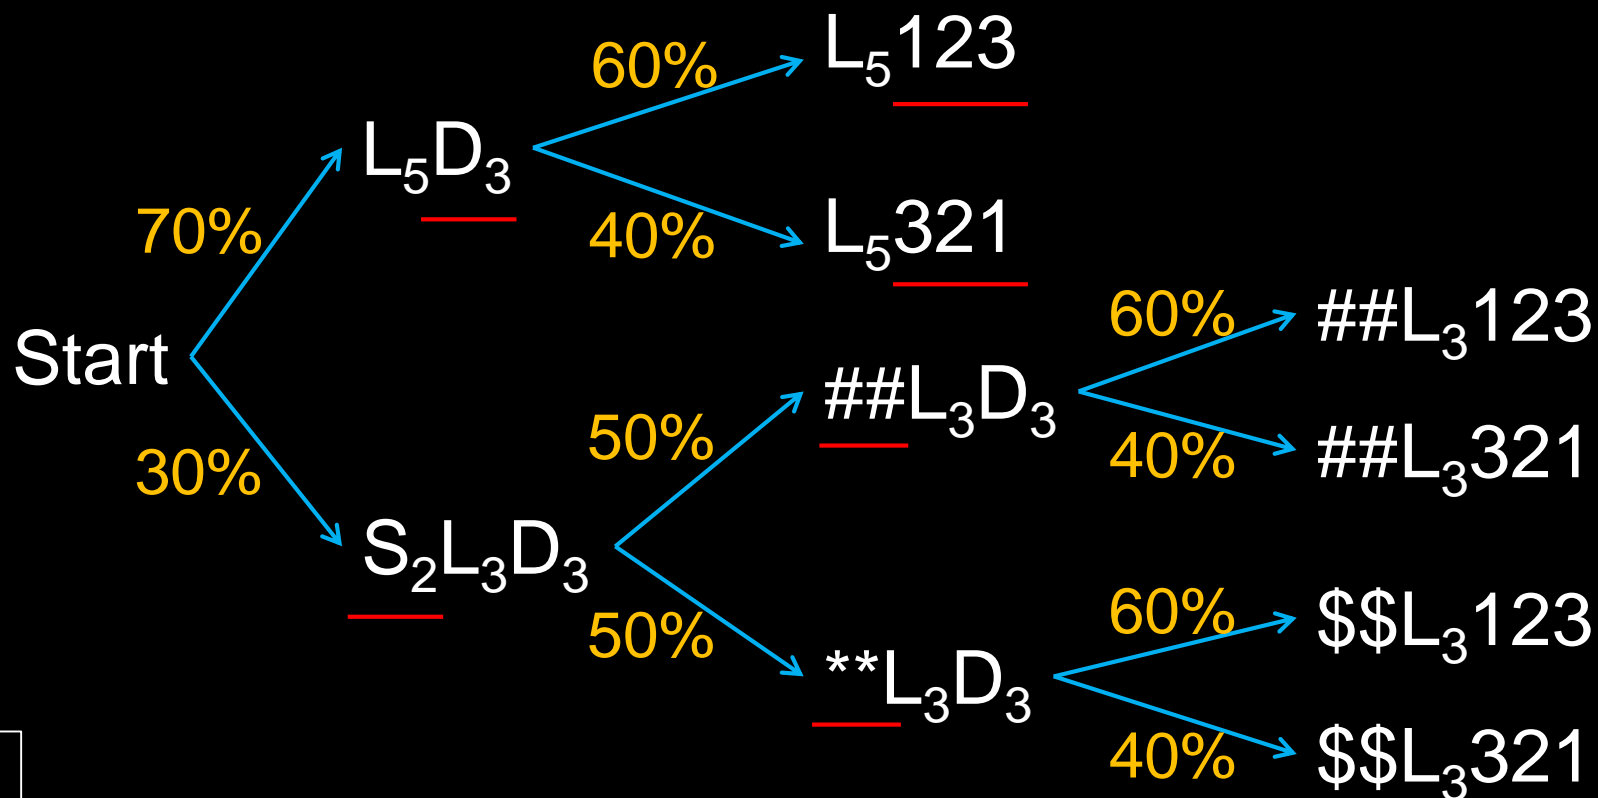 L₅123
60%
L₅D₃
70%
40%
L₅321
Start
60%
##L₃123
##L₃D₃
50%
40%
##L₃321
30%
S₂L₃D₃
50%
60%
$$L₃123
**L₃D₃
40%
$$L₃321